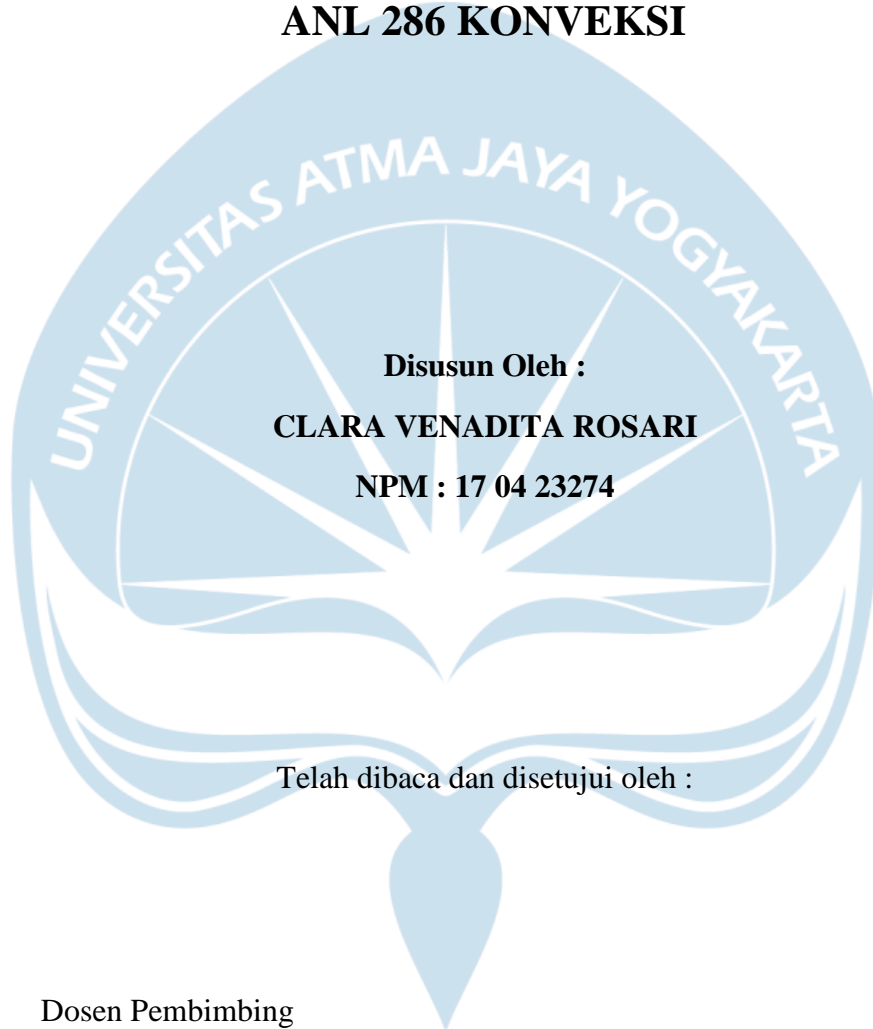 ANL 286 KONVEKSI
UNIVERSITAS ATMA JAYA YOGYAKARTA
Disusun Oleh :
CLARA VENADITA ROSARI
NPM : 17 04 23274
Telah dibaca dan disetujui oleh :
Dosen Pembimbing